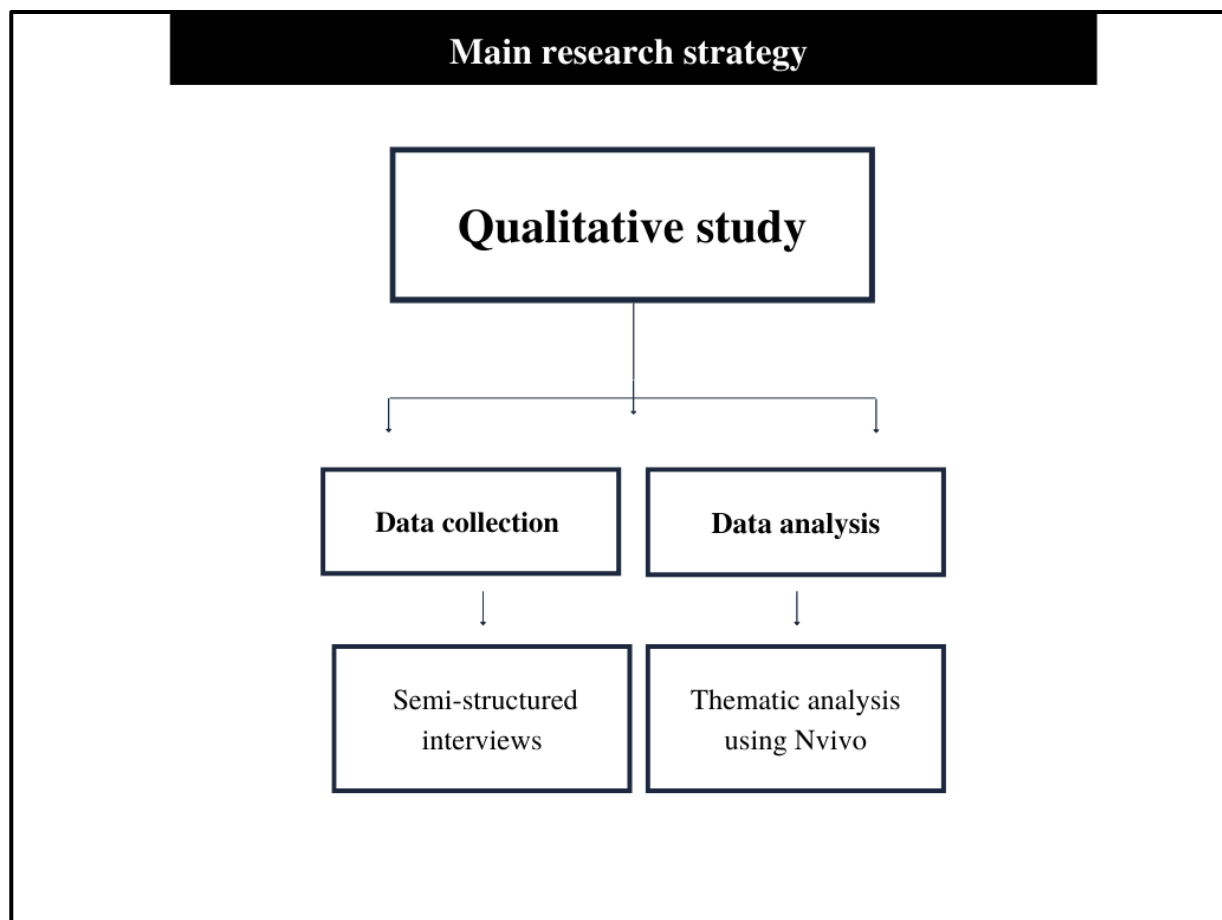 Main research strategy
Qualitative study
Data collection
Data analysis
Semi-structured
interviews
Thematic analysis
using Nvivo